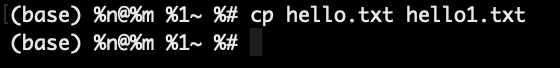 (base) %n@%m %1~ %# cp hello.txt hello1.txt
(base) %n@%m %1~ %#